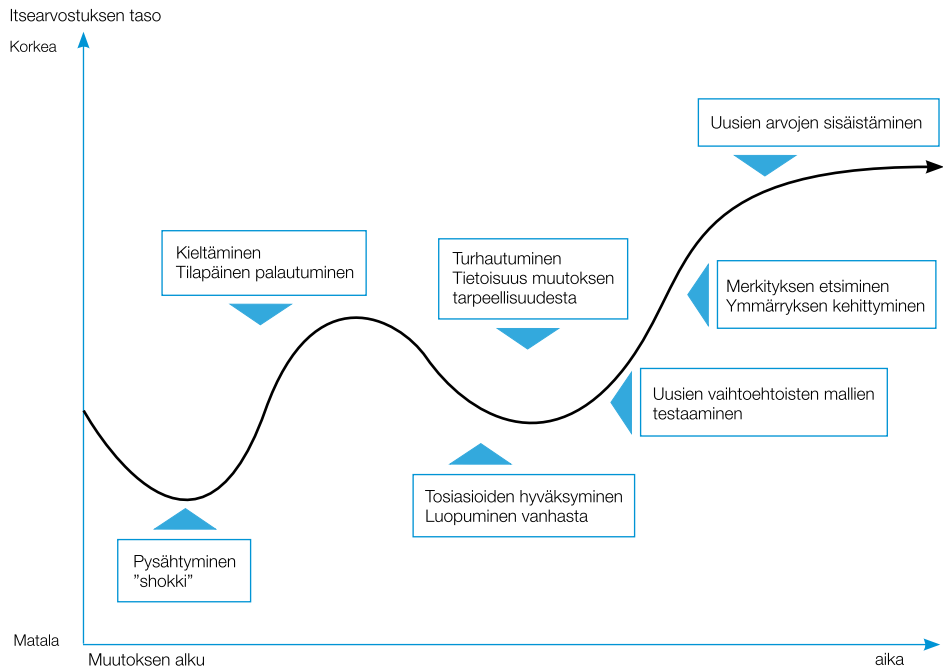 Itsearvostuksen taso
Korkea
Uusien arvojen sisäistäminen
Kieltäminen
Tilapäinen palautuminen
Turhautuminen
Tietoisuus muutoksen
tarpeellisuudesta
Merkityksen etsiminen
Ymmärryksen kehittyminen
Uusien vaihtoehtoisten mallien
testaaminen
Tosiasioiden hyväksyminen
Luopuminen vanhasta
Pysähtyminen
”shokki”
Matala
Muutoksen alku
aika